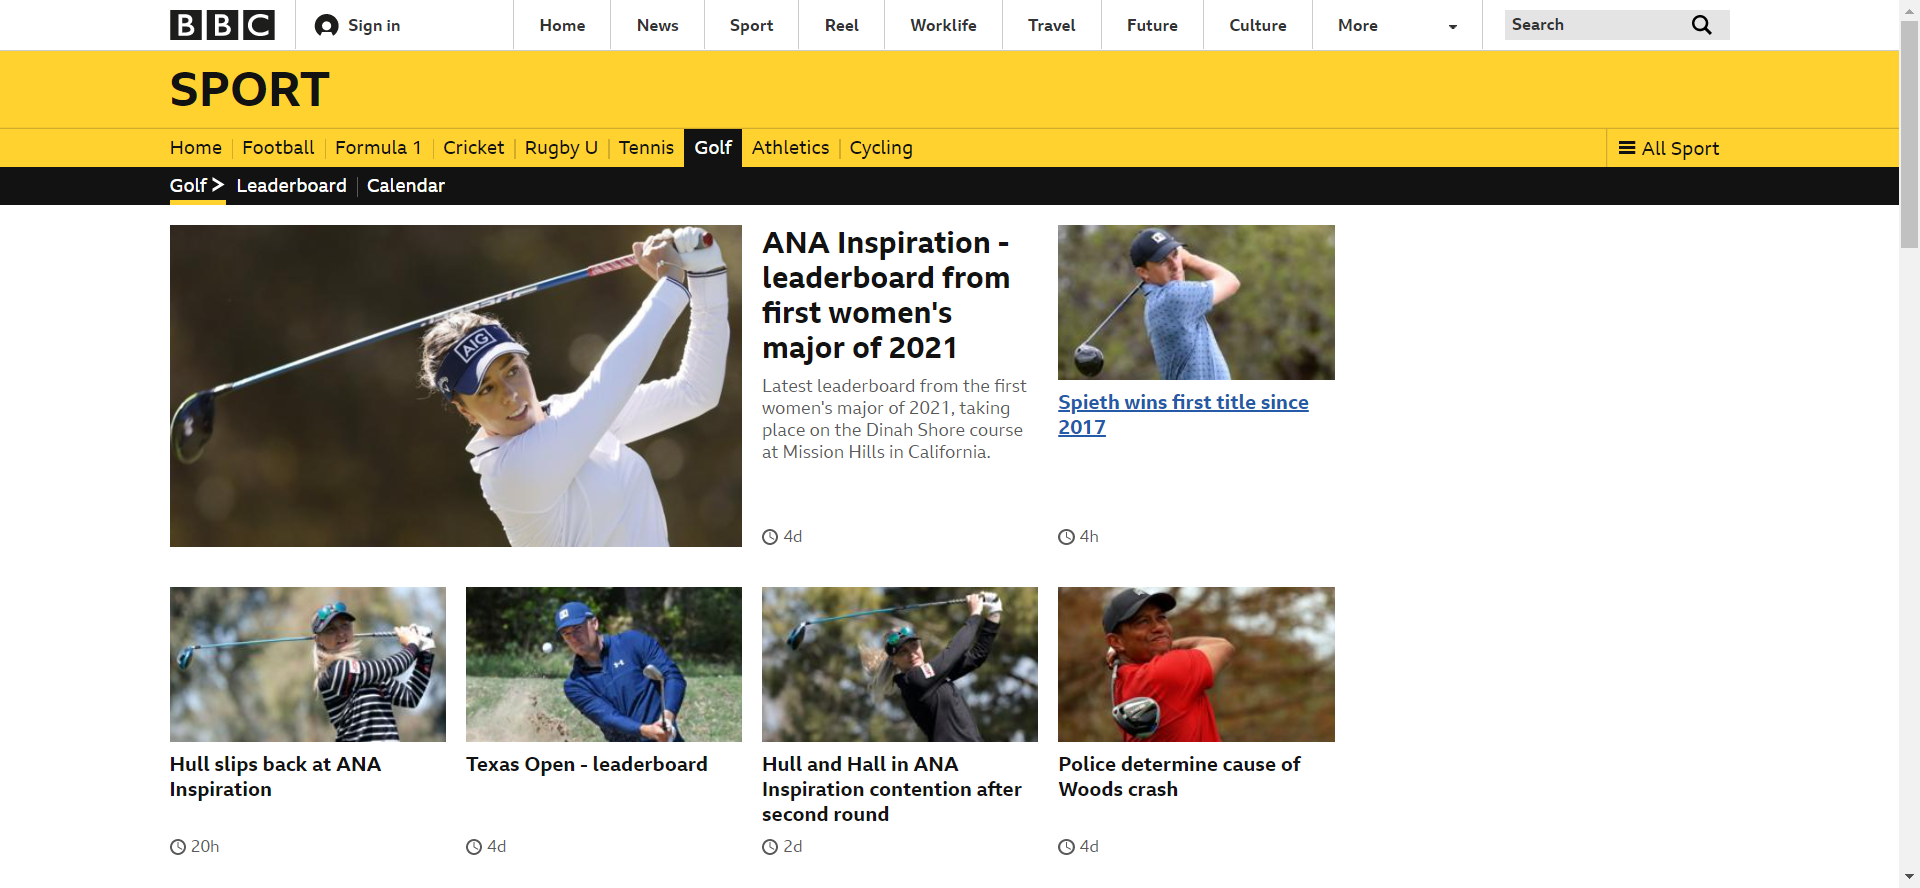 BBC
Sign in
Home
News
Sport
Reel
Worklife
Travel
Future
Culture
More
Search
SPORT
Home
Football
Formula 1
Cricket
Rugby U
Tennis
Golf
Athletics
Cycling
All Sport
Golf
Leaderboard
Calendar
AIG
ANA Inspiration -
leaderboard from
first women's
major of 2021
Latest leaderboard from the first
women's major of 2021, taking
place on the Dinah Shore course
at Mission Hills in California.
4d
Spieth wins first title since
2017
4h
Hull slips back at ANA
Inspiration
20h
Texas Open - leaderboard
4d
Hull and Hall in ANA
Inspiration contention after
second round
2d
Police determine cause of
Woods crash
4d